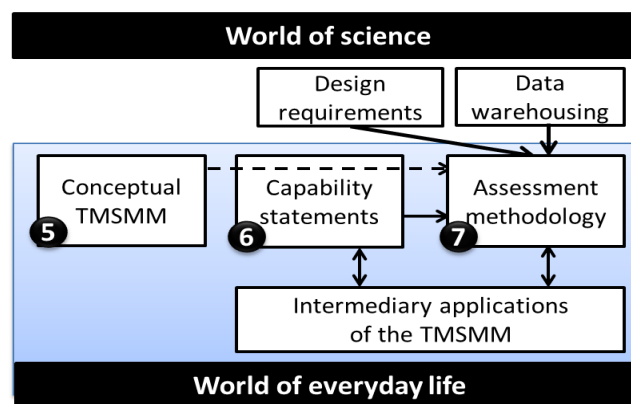 World of science
Design
requirements
Data
warehousing
Conceptual
TMSMM
5
Capability
statements
6
Assessment
methodology
7
Intermediary applications
of the TMSMM
World of everyday life